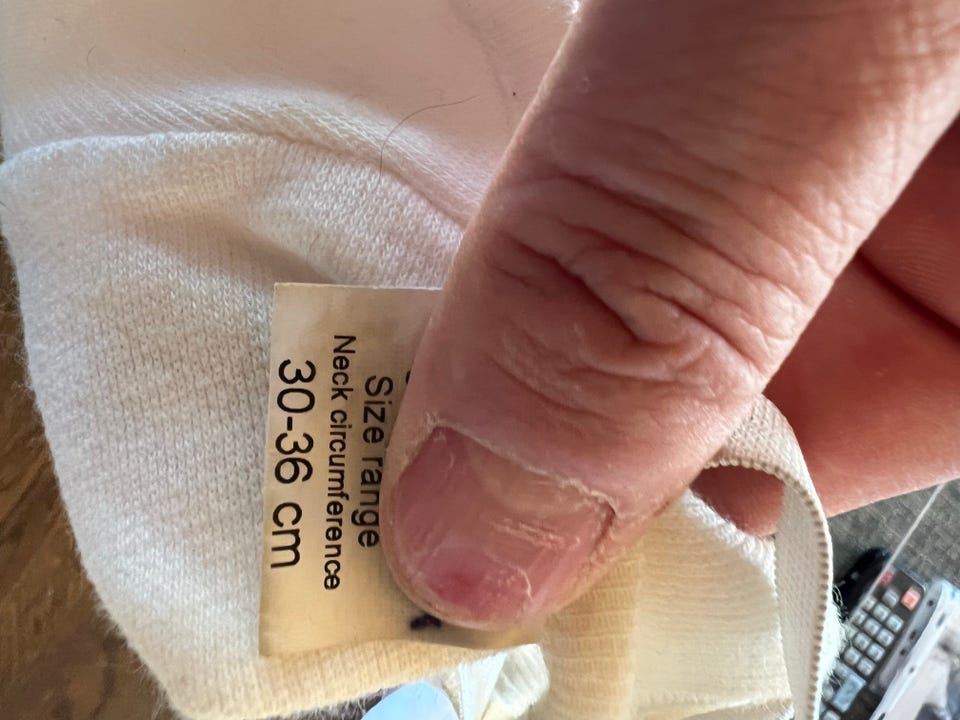 Size range
Neck circumference
30-36 cm